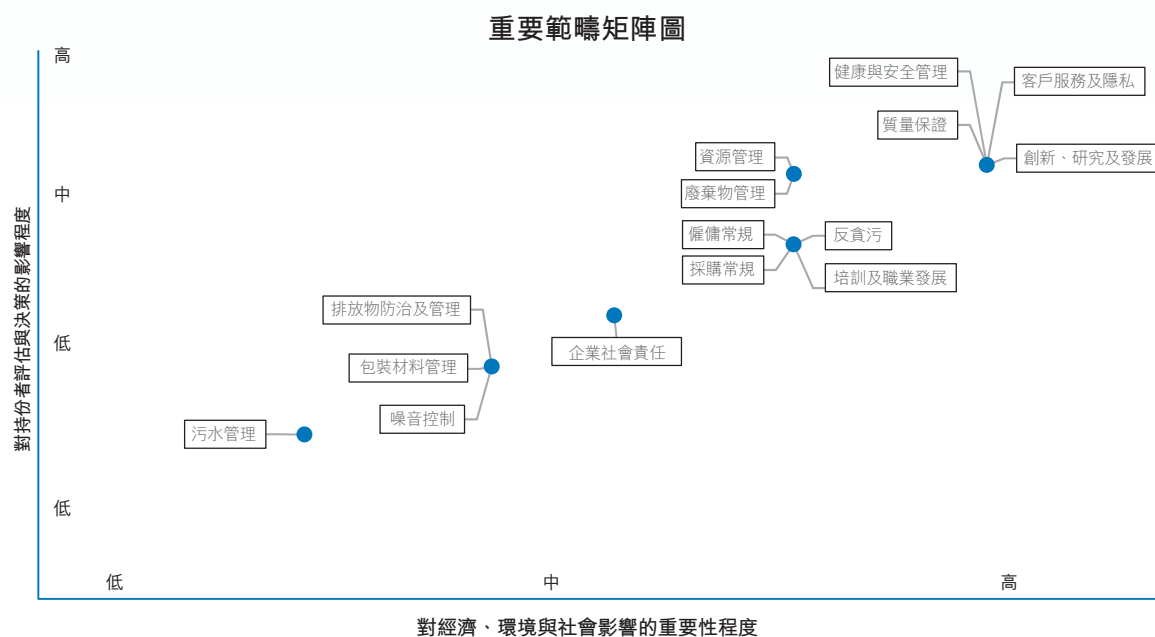 重要範疇矩陣圖
高
健康與安全管理
客戶服務及隱私
質量保證
資源管理
創新、研究及發展
中
廢棄物管理
僱傭常規
反貪污
採購常規
培訓及職業發展
排放物防治及管理
低
企業社會責任
包裝材料管理
噪音控制
污水管理
低
對持份者評估與決策的影響程度
低
中
高
對經濟、環境與社會影響的重要性程度